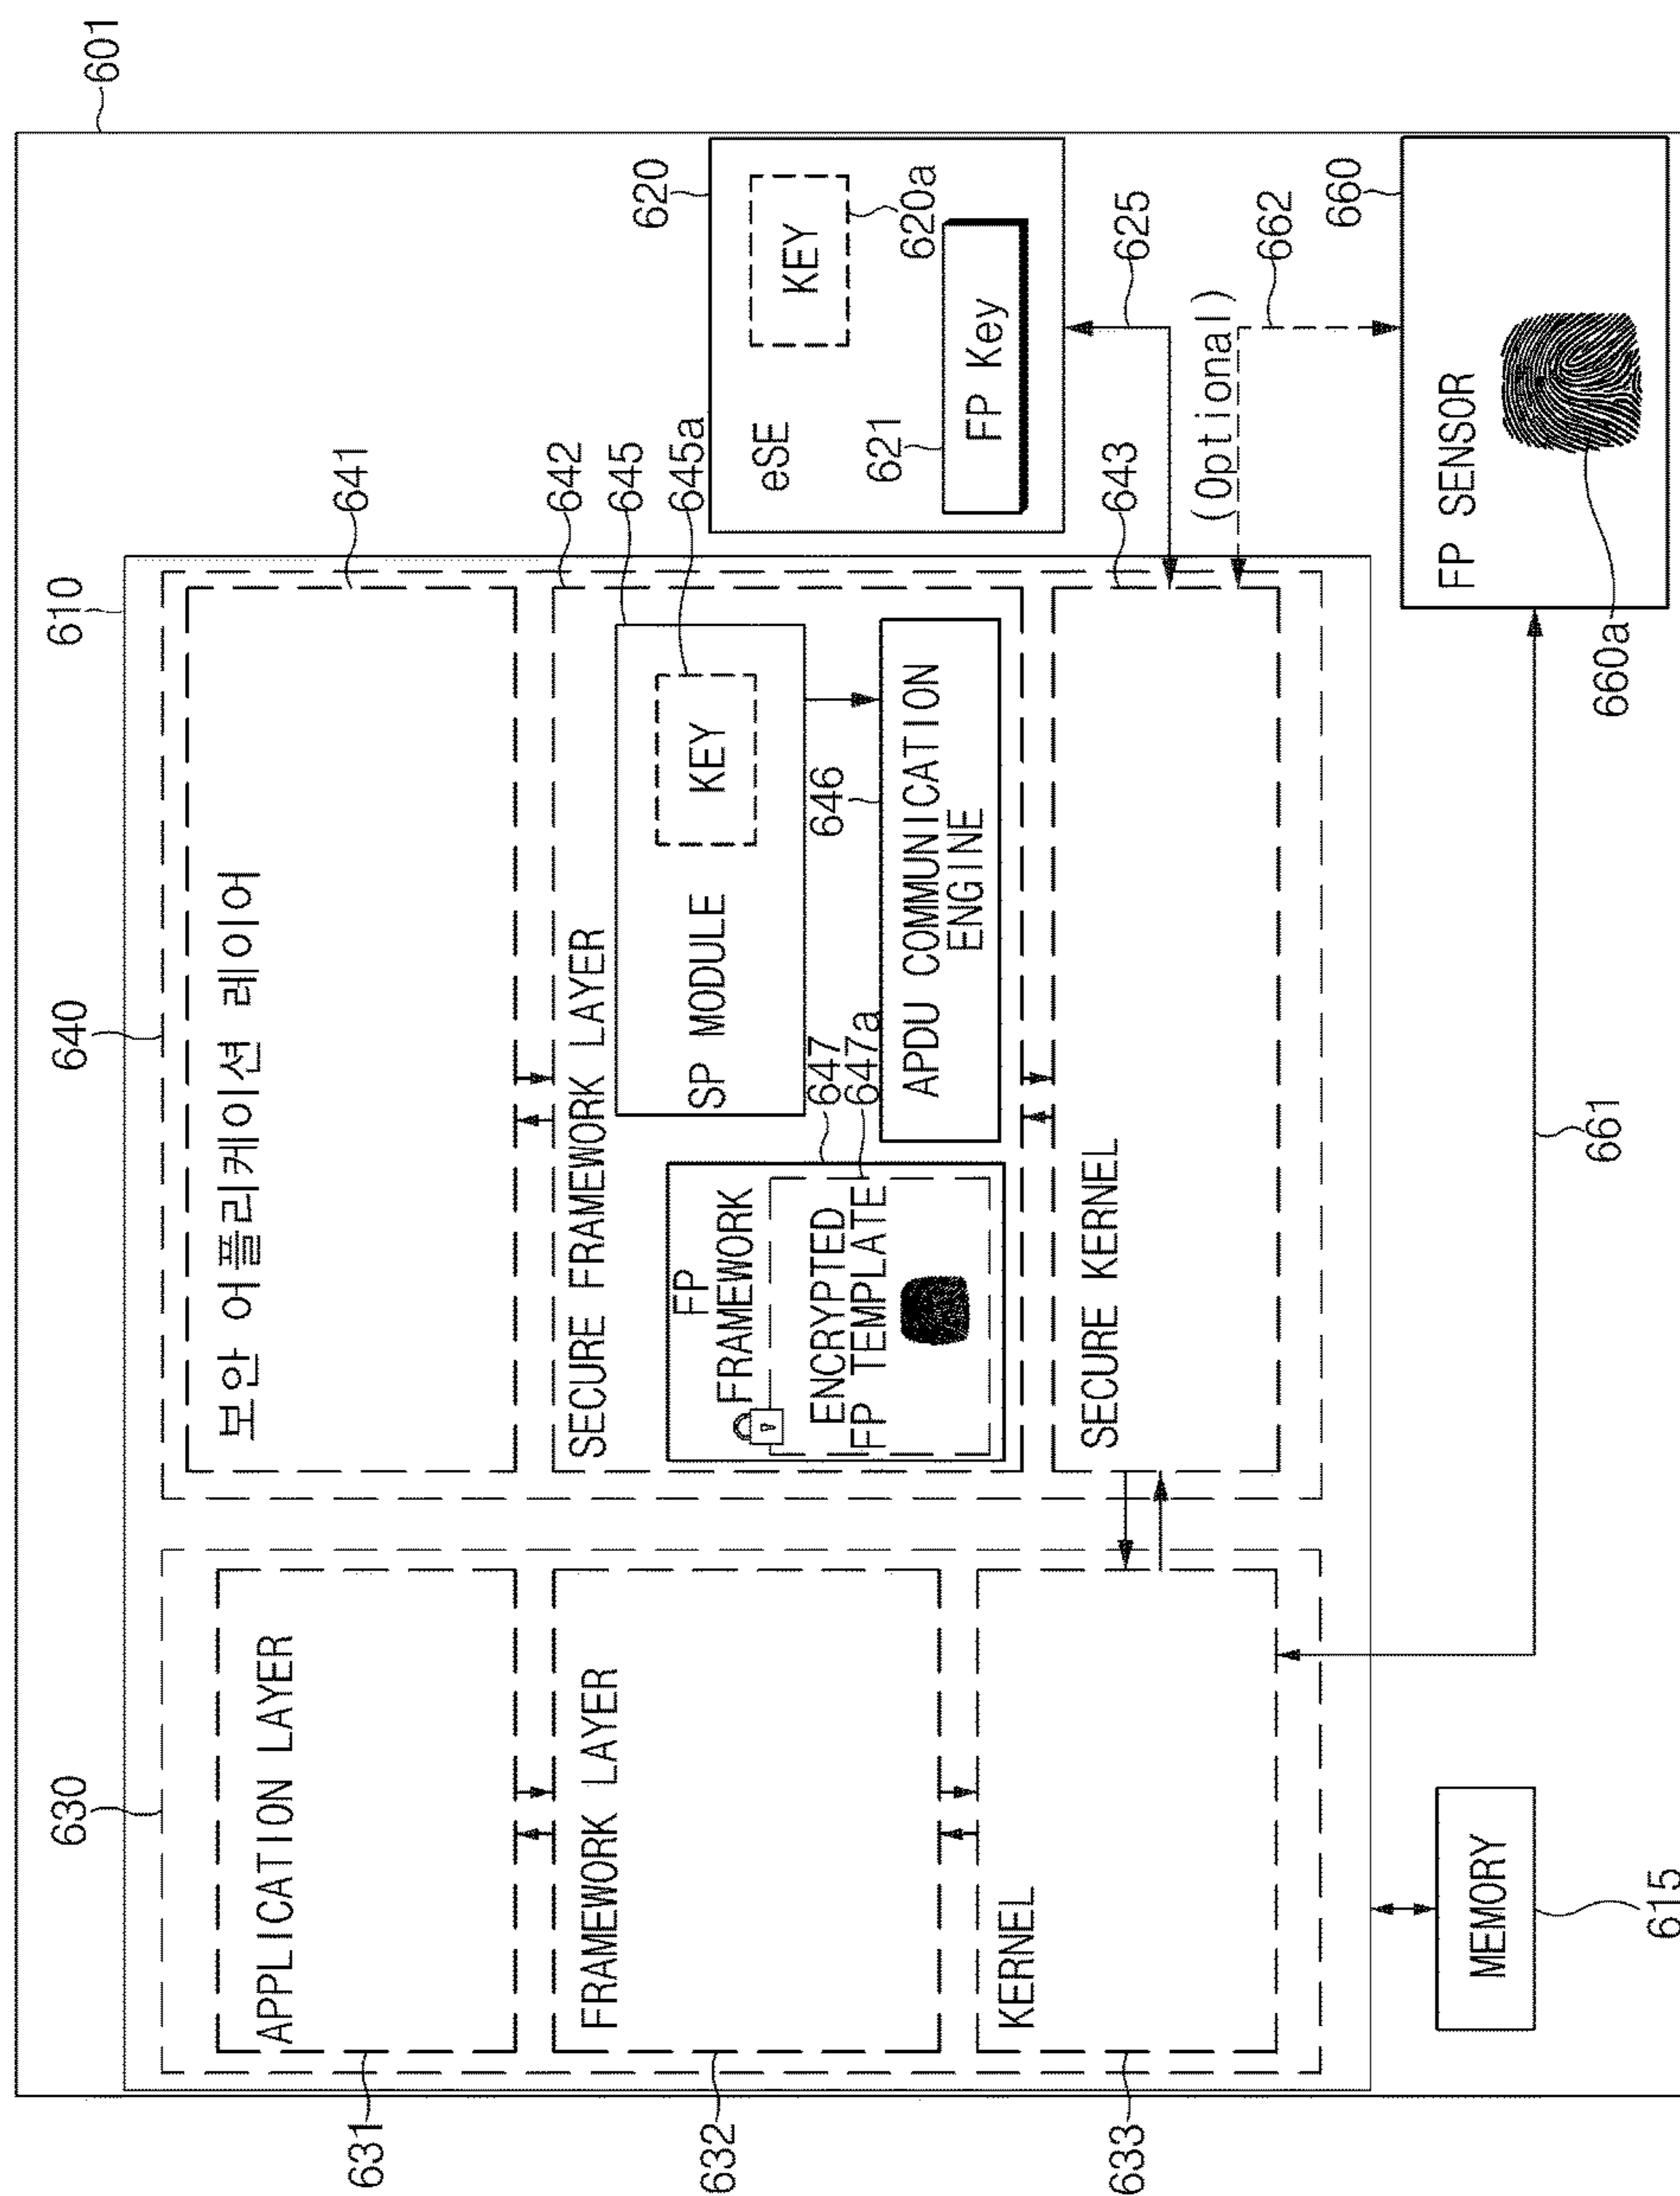 601
610
640
630
보안 어플리케이션 레이어
641
SECURE FRAMEWORK LAYER
642
SP MODULE
KEY
645
645a
646
APDU COMMUNICATION
ENGINE
FP
FRAMEWORK
647
ENCRYPTED
FP TEMPLATE
647a
SECURE KERNEL
643
APPLICATION LAYER
631
FRAMEWORK LAYER
632
KERNEL
633
620
eSE
KEY
620a
621
FP Key
625
(Optional)
662
660
FP SENSOR
660a
661
MEMORY
615